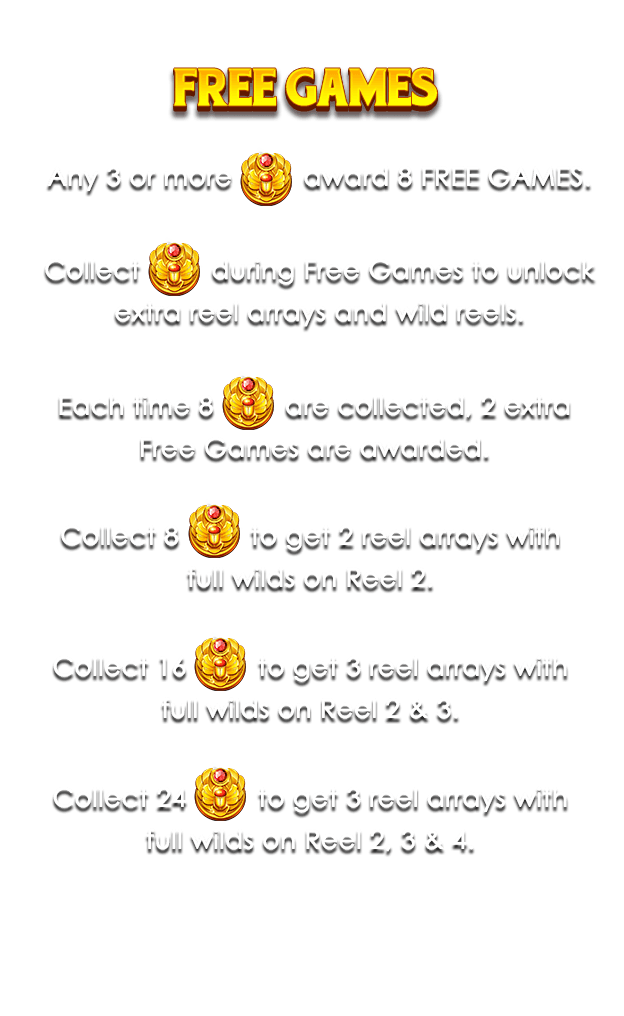 FREE GAMES
Any 3 or more award 8 FREE GAMES.
Collect during Free Games to unlock
extra reel arrays and wild reels.
Each time 8 are collected, 2 extra
Free Games are awarded.
Collect 8 to get 2 reel arrays with
full wilds on Reel 2.
Collect 16 to get 3 reel arrays with
full wilds on Reel 2 & 3.
Collect 24 to get 3 reel arrays with
full wilds on Reel 2, 3 & 4.